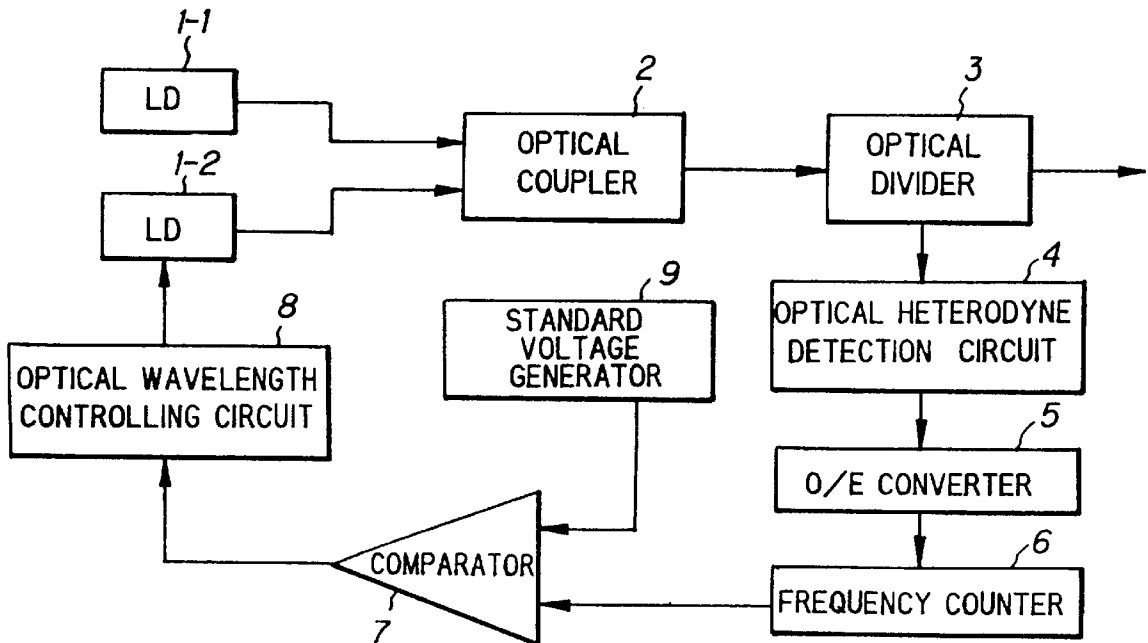 1-1
LD
1-2
LD
2
OPTICAL
COUPLER
3
OPTICAL
DIVIDER
4
OPTICAL HETERODYNE
DETECTION CIRCUIT
9
STANDARD
VOLTAGE
GENERATOR
8
OPTICAL WAVELENGTH
CONTROLLING CIRCUIT
5
O/E CONVERTER
COMPARATOR
7
6
FREQUENCY COUNTER